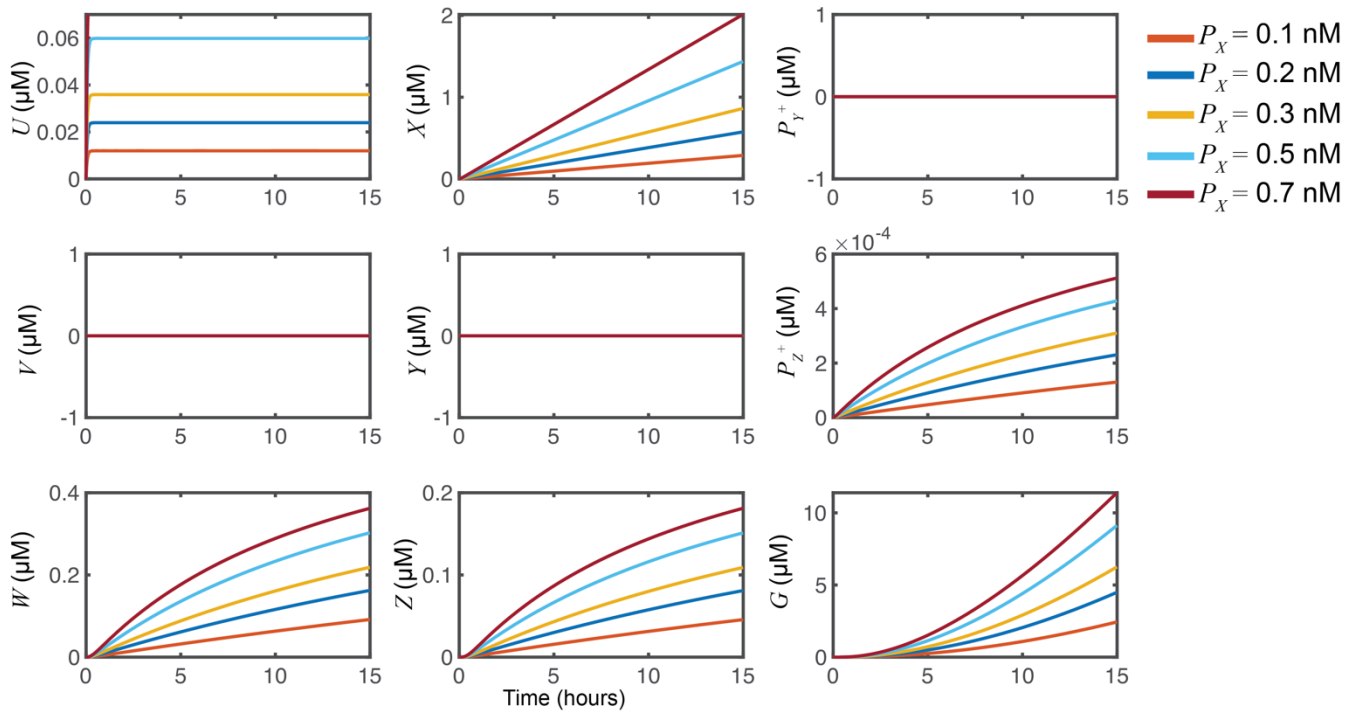 U (μM)
0.06
0.04
0.02
0
0 5 10 15
X (μM)
2
1
0
0 5 10 15
P_Y^+ (μM)
1
0
-1
0 5 10 15
P_X = 0.1 nM
P_X = 0.2 nM
P_X = 0.3 nM
P_X = 0.5 nM
P_X = 0.7 nM
V (μM)
1
0
-1
0 5 10 15
Y (μM)
1
0
-1
0 5 10 15
×10^-4
P_Z^+ (μM)
6
4
2
0
0 5 10 15
W (μM)
0.4
0.2
0
0 5 10 15
Z (μM)
0.2
0.1
0
0 5 10 15
G (μM)
10
5
0
0 5 10 15
Time (hours)